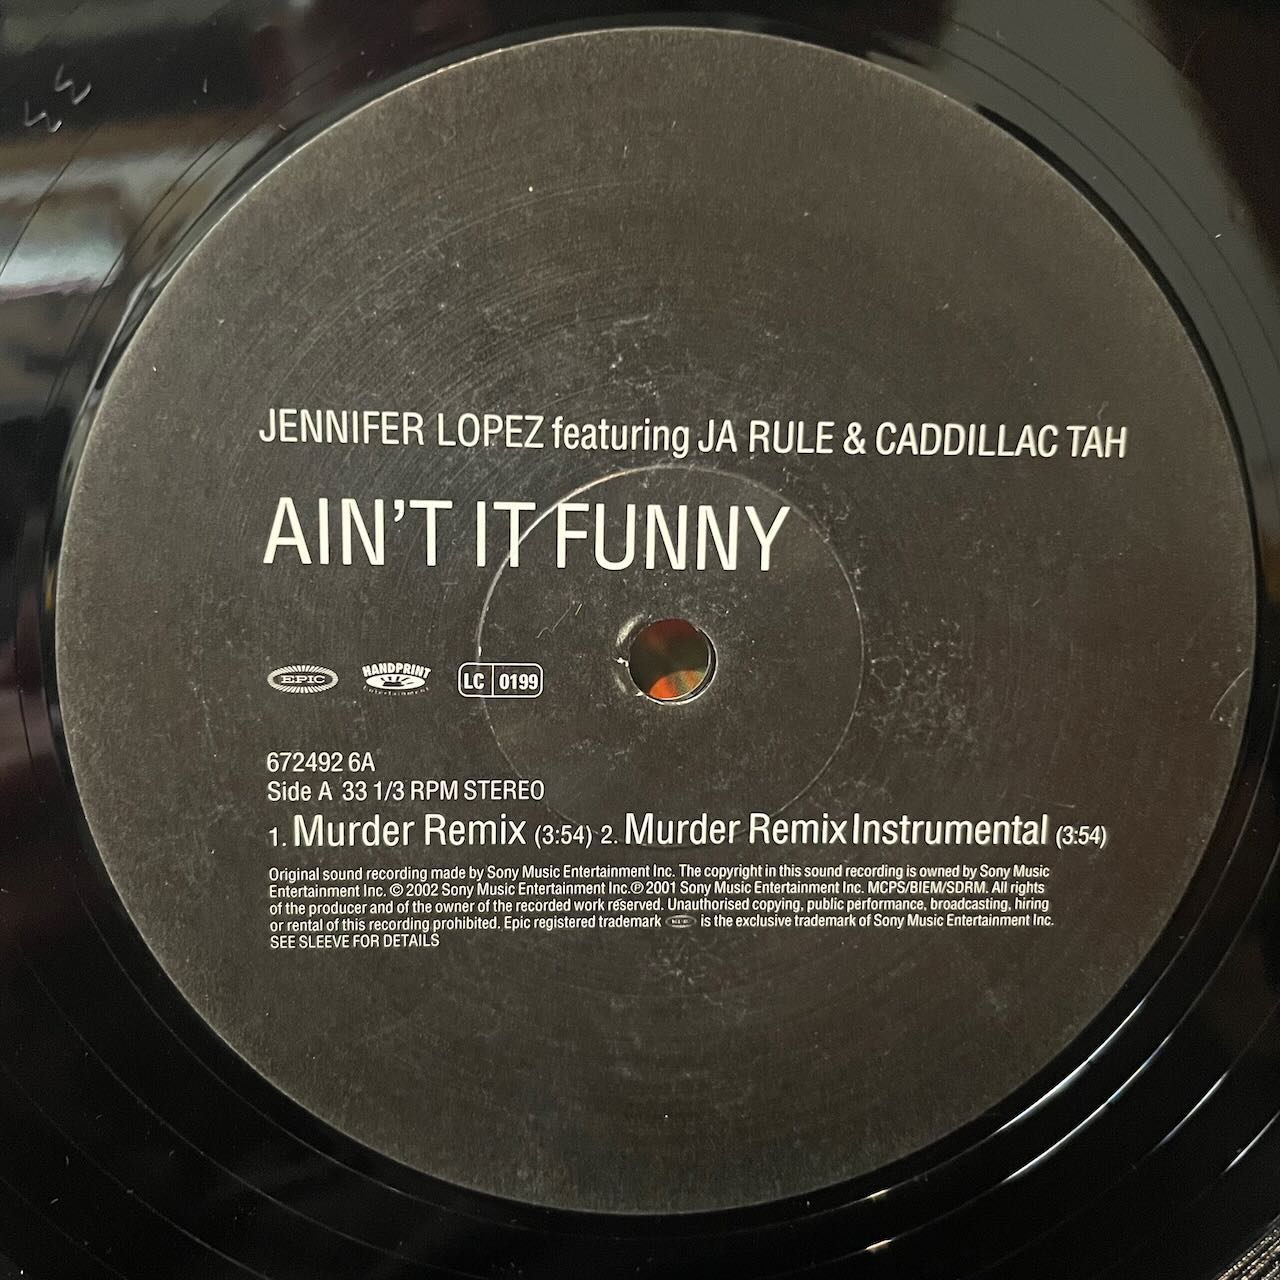 JENNIFER LOPEZ featuring JA RULE & CADDILLAC TAH
AIN'T IT FUNNY
EPIC HANDPRINT Entertainment LC 0199
672492 6A
Side A 33 1/3 RPM STEREO
1. Murder Remix (3:54) 2. Murder Remix Instrumental (3:54)
Original sound recording made by Sony Music Entertainment Inc. The copyright in this sound recording is owned by Sony Music
Entertainment Inc. © 2002 Sony Music Entertainment Inc.℗ 2001 Sony Music Entertainment Inc. MCPS/BIEM/SDRM. All rights
of the producer and of the owner of the recorded work reserved. Unauthorised copying, public performance, broadcasting, hiring
or rental of this recording prohibited. Epic registered trademark is the exclusive trademark of Sony Music Entertainment Inc.
SEE SLEEVE FOR DETAILS